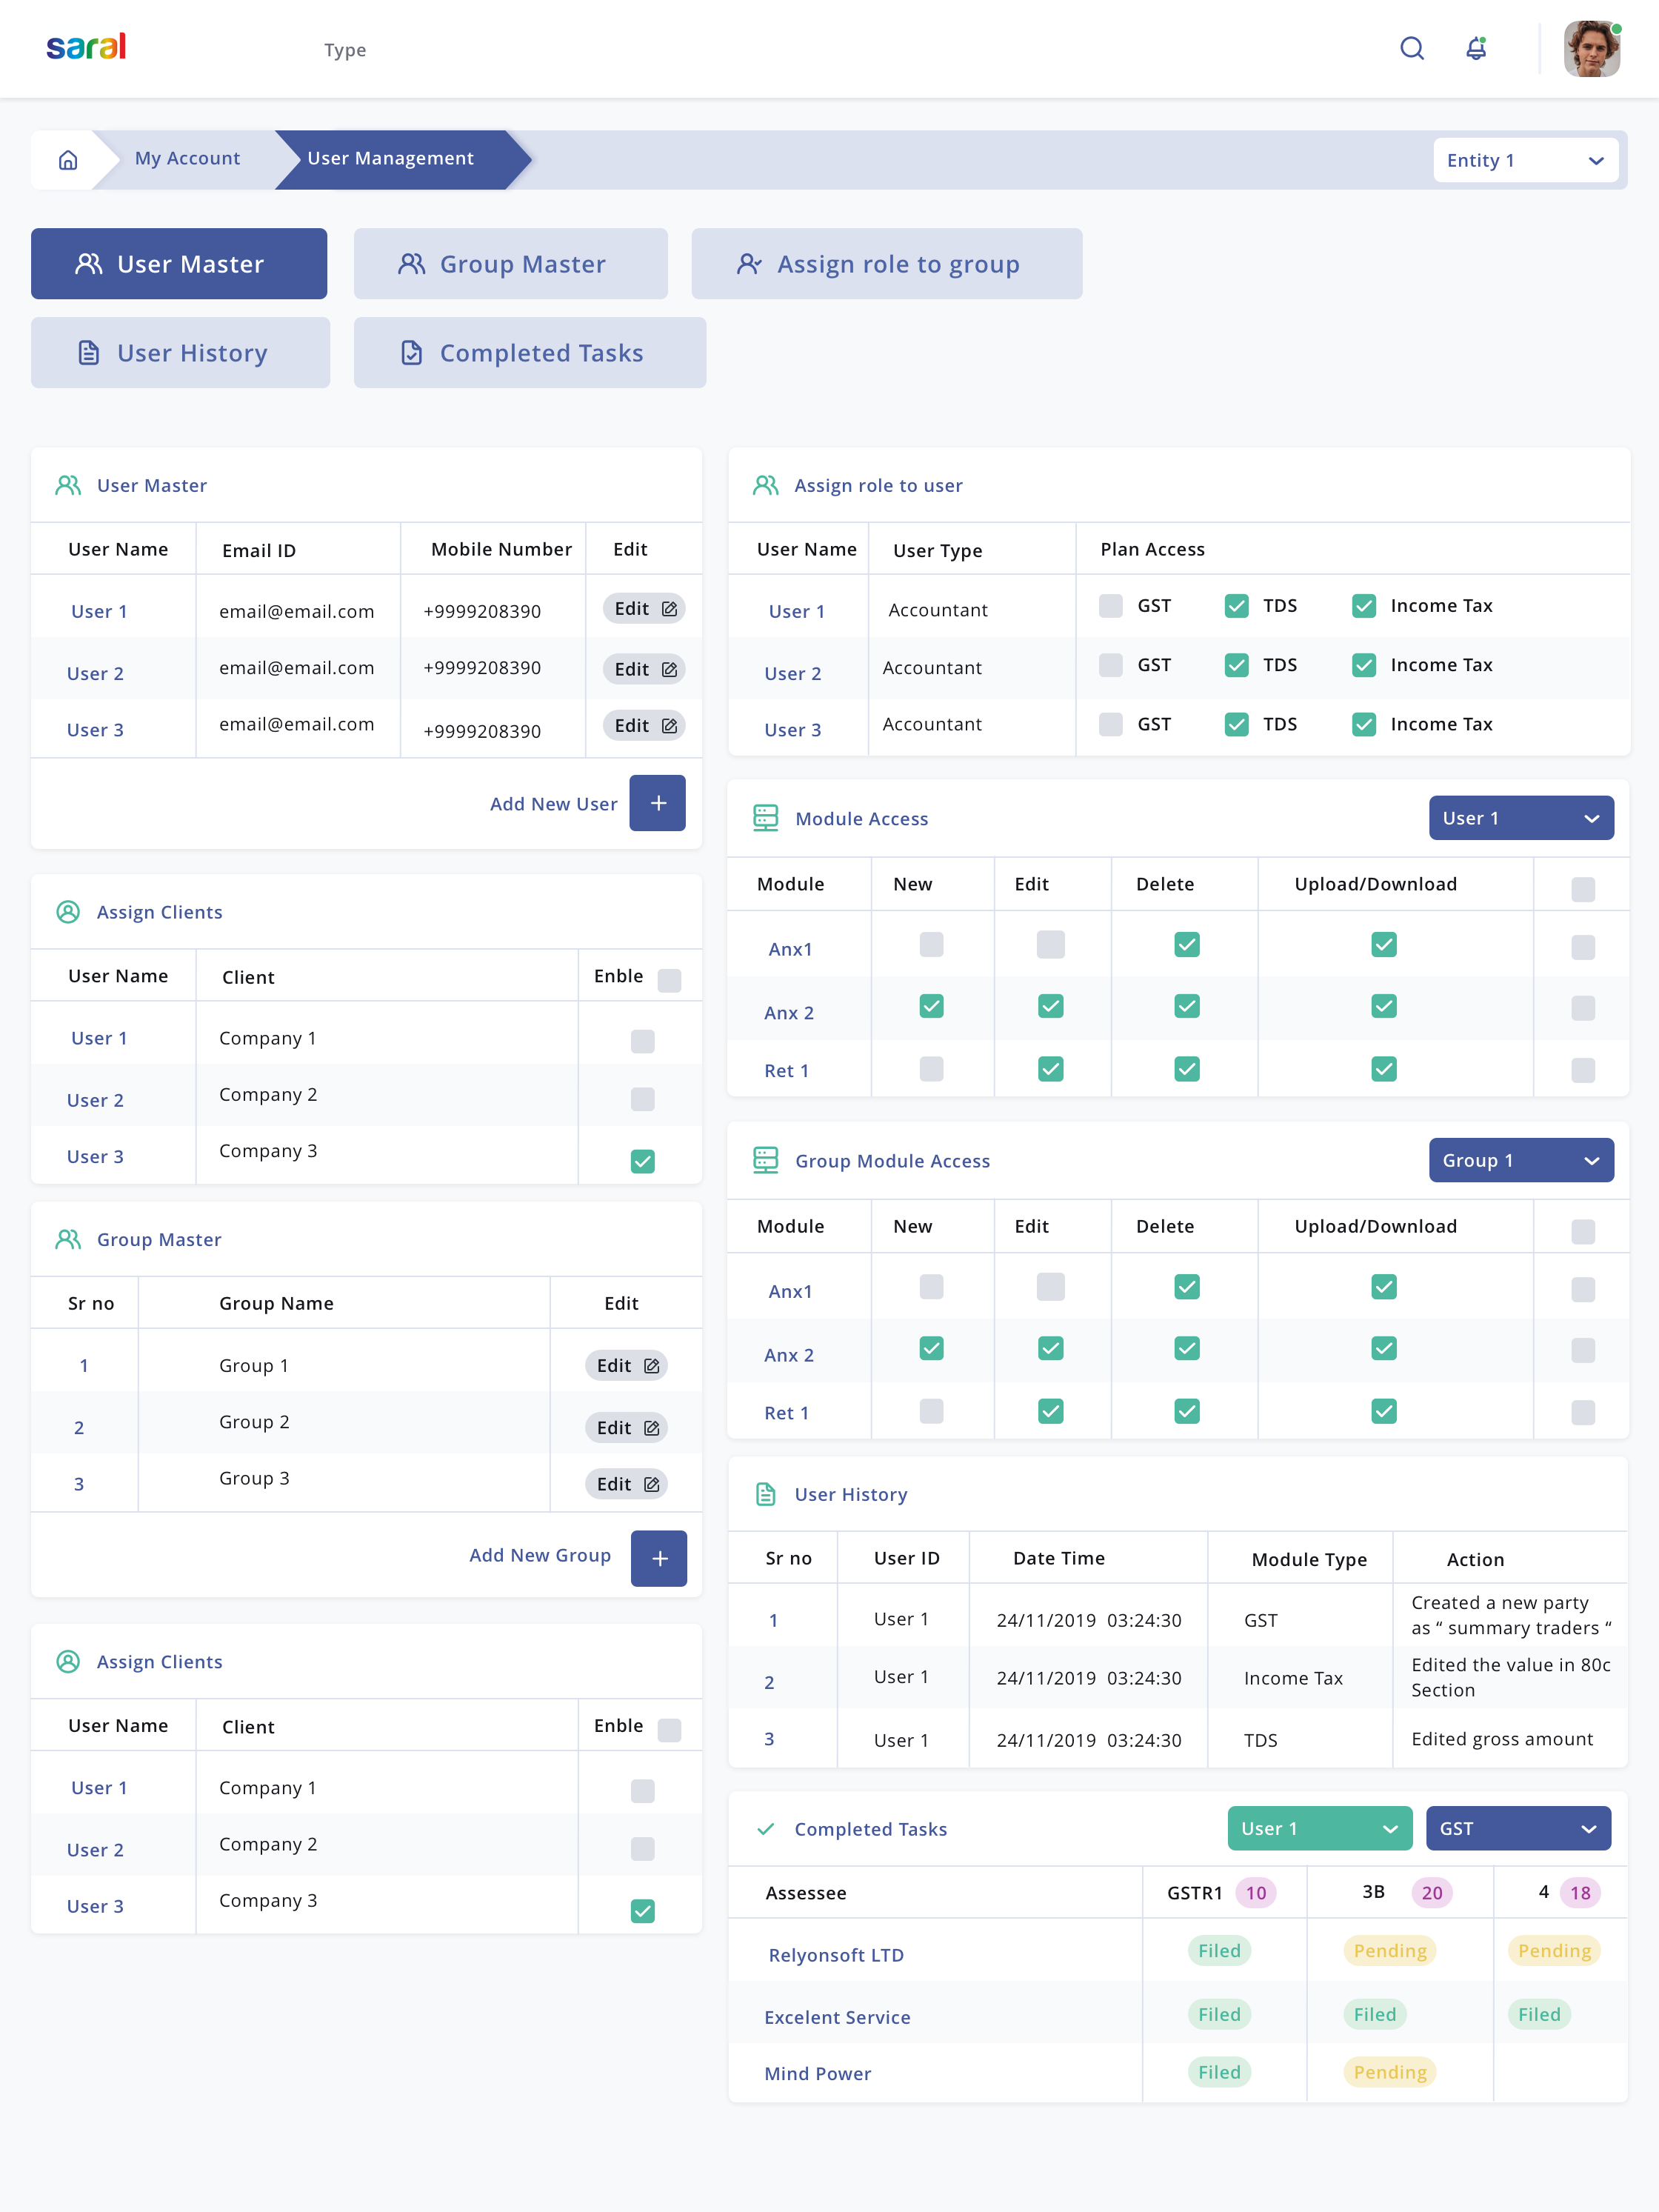 saral
Type
My Account
User Management
Entity 1
User Master
Group Master
Assign role to group
User History
Completed Tasks
User Master
User Name Email ID Mobile Number Edit
User 1 email@email.com +9999208390 Edit
User 2 email@email.com +9999208390 Edit
User 3 email@email.com +9999208390 Edit
Add New User +
Assign Clients
User Name Client Enble
User 1 Company 1
User 2 Company 2
User 3 Company 3
Group Master
Sr no Group Name Edit
1 Group 1 Edit
2 Group 2 Edit
3 Group 3 Edit
Add New Group +
Assign Clients
User Name Client Enble
User 1 Company 1
User 2 Company 2
User 3 Company 3
Assign role to user
User Name User Type Plan Access
User 1 Accountant GST TDS Income Tax
User 2 Accountant GST TDS Income Tax
User 3 Accountant GST TDS Income Tax
Module Access User 1
Module New Edit Delete Upload/Download
Anx1
Anx 2
Ret 1
Group Module Access Group 1
Module New Edit Delete Upload/Download
Anx1
Anx 2
Ret 1
User History
Sr no User ID Date Time Module Type Action
1 User 1 24/11/2019 03:24:30 GST Created a new party
as “ summary traders “
2 User 1 24/11/2019 03:24:30 Income Tax Edited the value in 80c
Section
3 User 1 24/11/2019 03:24:30 TDS Edited gross amount
Completed Tasks User 1 GST
Assessee GSTR1 10 3B 20 4 18
Relyonsoft LTD Filed Pending Pending
Excelent Service Filed Filed Filed
Mind Power Filed Pending